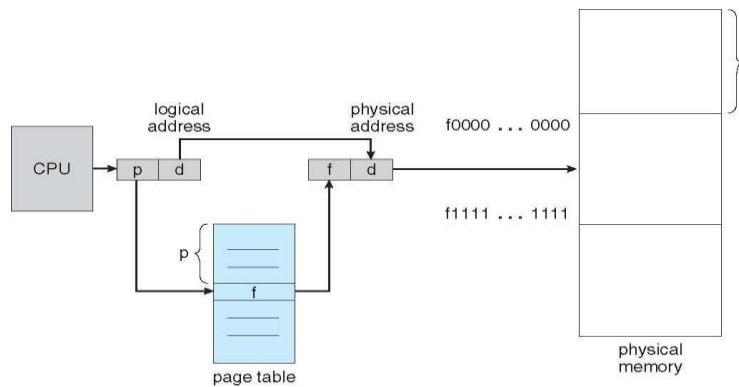 logical
address
physical
address
f0000 ... 0000
CPU
p
d
f
d
f1111 ... 1111
p
f
physical
memory
page table